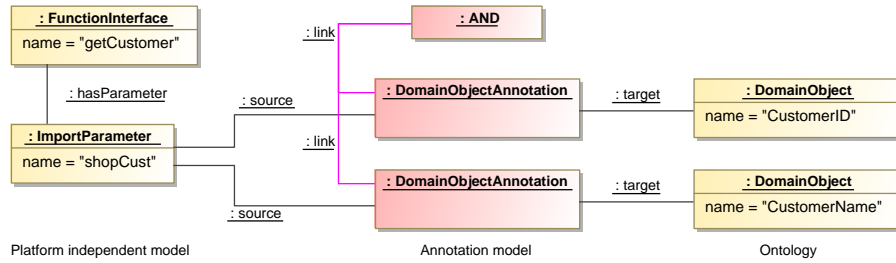 : FunctionInterface
name = "getCustomer"
: hasParameter
: ImportParameter
name = "shopCust"
: source
: source
: link
: link
: AND
: DomainObjectAnnotation
: DomainObjectAnnotation
: target
: target
: DomainObject
name = "CustomerID"
: DomainObject
name = "CustomerName"
Platform independent model
Annotation model
Ontology